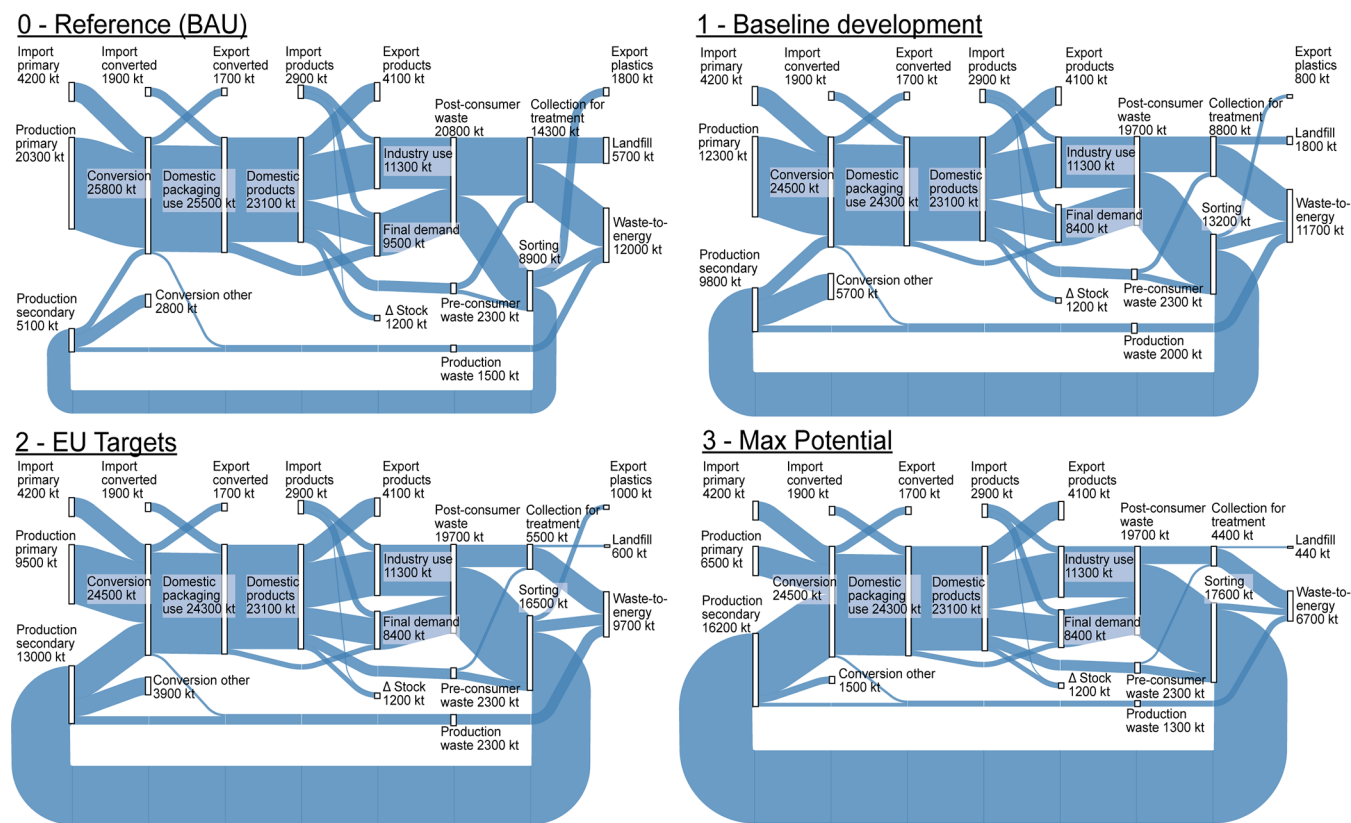 0 - Reference (BAU)
Import
primary
4200 kt
Import
converted
1900 kt
Export
converted
1700 kt
Import
products
2900 kt
Export
products
4100 kt
Export
plastics
1800 kt
Post-consumer
waste
20800 kt
Collection for
treatment
14300 kt
Production
primary
20300 kt
Landfill
5700 kt
Conversion
25800 kt
Domestic
packaging
use 25500 kt
Domestic
products
23100 kt
Industry use
11300 kt
Final demand
9500 kt
Waste-to-
energy
12000 kt
Sorting
8900 kt
Production
secondary
5100 kt
Conversion other
2800 kt
Δ Stock
1200 kt
Pre-consumer
waste 2300 kt
Production
waste 1500 kt
1 - Baseline development
Import
primary
4200 kt
Import
converted
1900 kt
Export
converted
1700 kt
Import
products
2900 kt
Export
products
4100 kt
Export
plastics
800 kt
Post-consumer
waste
19700 kt
Collection for
treatment
8800 kt
Production
primary
12300 kt
Landfill
1800 kt
Conversion
24500 kt
Domestic
packaging
use 24300 kt
Domestic
products
23100 kt
Industry use
11300 kt
Final demand
8400 kt
Waste-to-
energy
11700 kt
Sorting
13200 kt
Production
secondary
9800 kt
Conversion other
5700 kt
Δ Stock
1200 kt
Pre-consumer
waste 2300 kt
Production
waste 2000 kt
2 - EU Targets
Import
primary
4200 kt
Import
converted
1900 kt
Export
converted
1700 kt
Import
products
2900 kt
Export
products
4100 kt
Export
plastics
1000 kt
Post-consumer
waste
19700 kt
Collection for
treatment
5500 kt
Production
primary
9500 kt
Landfill
600 kt
Conversion
24500 kt
Domestic
packaging
use 24300 kt
Domestic
products
23100 kt
Industry use
11300 kt
Final demand
8400 kt
Sorting
16500 kt
Waste-to-
energy
9700 kt
Production
secondary
13000 kt
Conversion other
3900 kt
Δ Stock
1200 kt
Pre-consumer
waste 2300 kt
Production
waste 2300 kt
3 - Max Potential
Import
primary
4200 kt
Import
converted
1900 kt
Export
converted
1700 kt
Import
products
2900 kt
Export
products
4100 kt
Post-consumer
waste
19700 kt
Collection for
treatment
4400 kt
Production
primary
6500 kt
Landfill
440 kt
Conversion
24500 kt
Domestic
packaging
use 24300 kt
Domestic
products
23100 kt
Industry use
11300 kt
Final demand
8400 kt
Sorting
17600 kt
Waste-to-
energy
6700 kt
Production
secondary
16200 kt
Conversion other
1500 kt
Δ Stock
1200 kt
Pre-consumer
waste 2300 kt
Production
waste 1300 kt